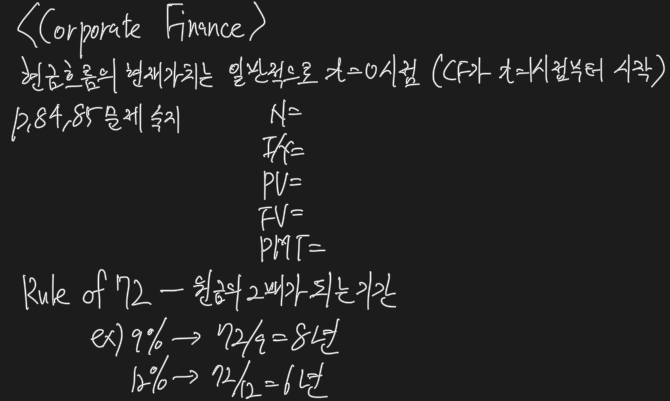 <Corporate Finance>
현금흐름의 현재가치는 일반적으로 t=0시점 (CF가 t=1시점부터 시작)
p.84,85 문제 숙지
N=
I/Y=
PV=
FV=
PMT=
Rule of 72 — 원금의 2배가 되는 기간
ex) 9% → 72/9=8년
12% → 72/12=6년